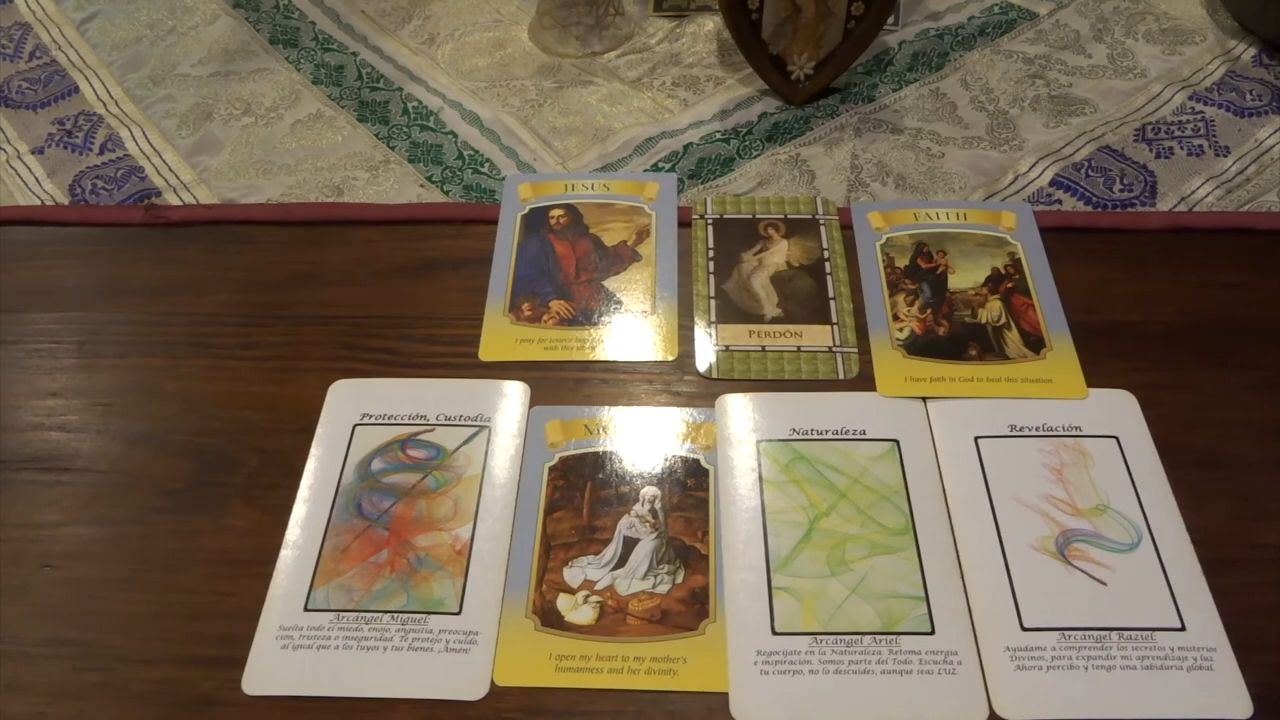 JESUS
I pray for Jesus's
with this
PERDÓN
FAITH
I have faith in God to heal this situation.
Protección, Custodia
Arcángel Miguel:
Suelta todo el miedo, enojo, angustia, preocupa-
ción, tristeza o inseguridad. Te protejo y cuido,
al igual que a los tuyos y tus bienes. ¡Amén!
I open my heart to my mother's
humanness and her divinity.
Naturaleza
Arcángel Ariel:
Regocíjate en la Naturaleza. Retoma energía
e inspiración. Somos parte del Todo. Escucha a
tu cuerpo, no lo descuides, aunque seas LUZ.
Revelación
Arcángel Raziel:
Ayúdame a comprender los secretos y misterios
Divinos, para expandir mi aprendizaje y luz.
Ahora percibo y tengo una sabiduría global.